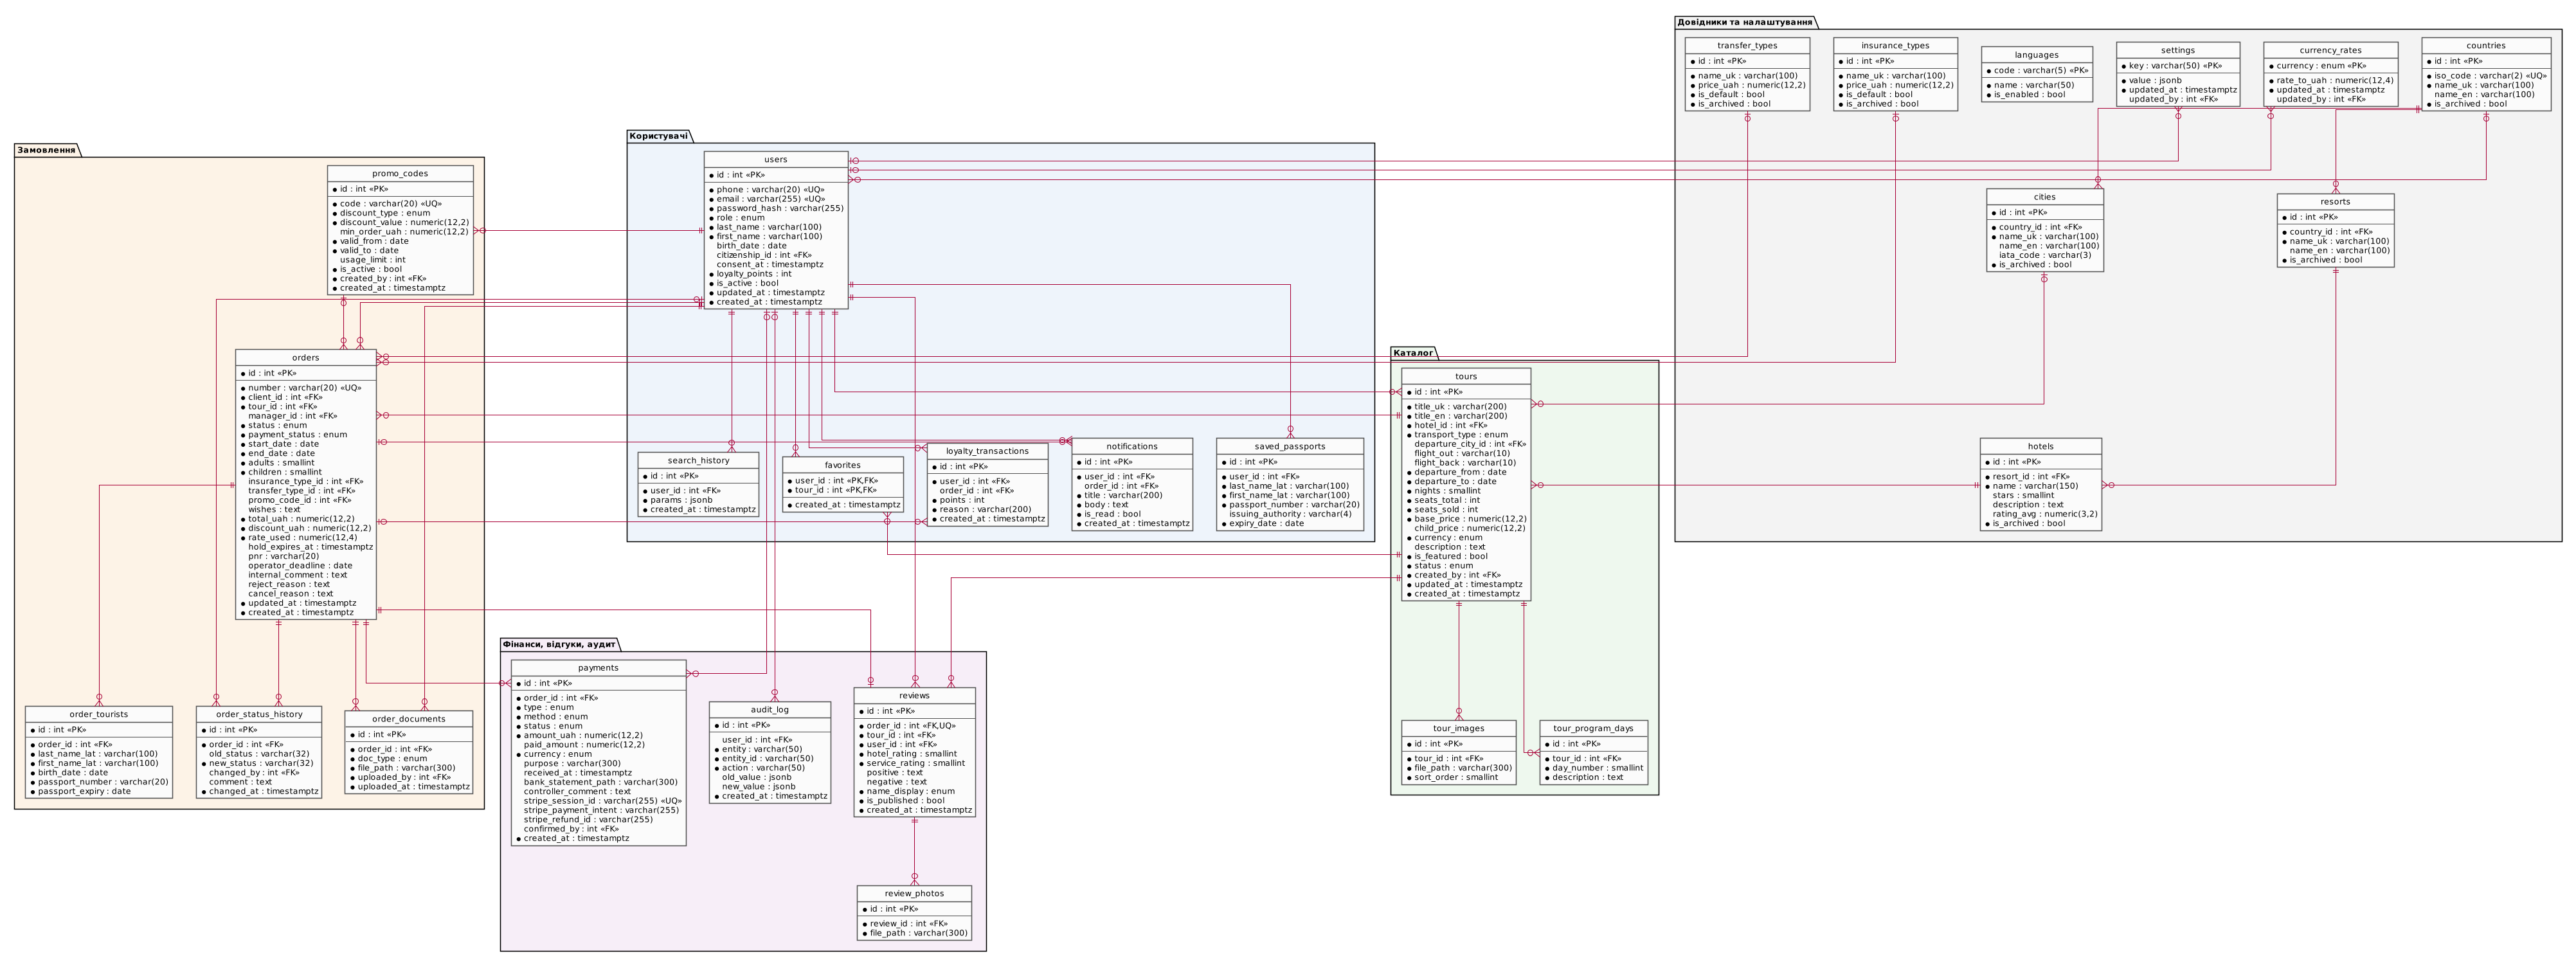 Замовлення
promo_codes
id : int «PK»
code : varchar(20) «UQ»
discount_type : enum
discount_value : numeric(12,2)
min_order_uah : numeric(12,2)
valid_from : date
valid_to : date
usage_limit : int
is_active : bool
created_by : int «FK»
created_at : timestamptz
orders
id : int «PK»
number : varchar(20) «UQ»
client_id : int «FK»
tour_id : int «FK»
manager_id : int «FK»
status : enum
payment_status : enum
start_date : date
end_date : date
adults : smallint
children : smallint
insurance_type_id : int «FK»
transfer_type_id : int «FK»
promo_code_id : int «FK»
wishes : text
total_uah : numeric(12,2)
discount_uah : numeric(12,2)
rate_used : numeric(12,4)
hold_expires_at : timestamptz
pnr : varchar(20)
operator_deadline : date
internal_comment : text
reject_reason : text
cancel_reason : text
updated_at : timestamptz
created_at : timestamptz
order_tourists
id : int «PK»
order_id : int «FK»
last_name_lat : varchar(100)
first_name_lat : varchar(100)
birth_date : date
passport_number : varchar(20)
passport_expiry : date
order_status_history
id : int «PK»
order_id : int «FK»
old_status : varchar(32)
new_status : varchar(32)
changed_by : int «FK»
comment : text
changed_at : timestamptz
order_documents
id : int «PK»
order_id : int «FK»
doc_type : enum
file_path : varchar(300)
uploaded_by : int «FK»
uploaded_at : timestamptz
Користувачі
users
id : int «PK»
phone : varchar(20) «UQ»
email : varchar(255) «UQ»
password_hash : varchar(255)
role : enum
last_name : varchar(100)
first_name : varchar(100)
birth_date : date
citizenship_id : int «FK»
consent_at : timestamptz
loyalty_points : int
is_active : bool
updated_at : timestamptz
created_at : timestamptz
search_history
id : int «PK»
user_id : int «FK»
params : jsonb
created_at : timestamptz
favorites
user_id : int «PK,FK»
tour_id : int «PK,FK»
created_at : timestamptz
loyalty_transactions
id : int «PK»
user_id : int «FK»
order_id : int «FK»
points : int
reason : varchar(200)
created_at : timestamptz
notifications
id : int «PK»
user_id : int «FK»
order_id : int «FK»
title : varchar(200)
body : text
is_read : bool
created_at : timestamptz
saved_passports
id : int «PK»
user_id : int «FK»
last_name_lat : varchar(100)
first_name_lat : varchar(100)
passport_number : varchar(20)
issuing_authority : varchar(4)
expiry_date : date
Фінанси, відгуки, аудит
payments
id : int «PK»
order_id : int «FK»
type : enum
method : enum
status : enum
amount_uah : numeric(12,2)
paid_amount : numeric(12,2)
currency : enum
purpose : varchar(300)
received_at : timestamptz
bank_statement_path : varchar(300)
controller_comment : text
stripe_session_id : varchar(255) «UQ»
stripe_payment_intent : varchar(255)
stripe_refund_id : varchar(255)
confirmed_by : int «FK»
created_at : timestamptz
audit_log
id : int «PK»
user_id : int «FK»
entity : varchar(50)
entity_id : varchar(50)
action : varchar(50)
old_value : jsonb
new_value : jsonb
created_at : timestamptz
reviews
id : int «PK»
order_id : int «FK,UQ»
tour_id : int «FK»
user_id : int «FK»
hotel_rating : smallint
service_rating : smallint
positive : text
negative : text
name_display : enum
is_published : bool
created_at : timestamptz
review_photos
id : int «PK»
review_id : int «FK»
file_path : varchar(300)
Каталог
tours
id : int «PK»
title_uk : varchar(200)
title_en : varchar(200)
hotel_id : int «FK»
transport_type : enum
departure_city_id : int «FK»
flight_out : varchar(10)
flight_back : varchar(10)
departure_from : date
departure_to : date
nights : smallint
seats_total : int
seats_sold : int
base_price : numeric(12,2)
child_price : numeric(12,2)
currency : enum
description : text
is_featured : bool
status : enum
created_by : int «FK»
updated_at : timestamptz
created_at : timestamptz
tour_images
id : int «PK»
tour_id : int «FK»
file_path : varchar(300)
sort_order : smallint
tour_program_days
id : int «PK»
tour_id : int «FK»
day_number : smallint
description : text
Довідники та налаштування
transfer_types
id : int «PK»
name_uk : varchar(100)
price_uah : numeric(12,2)
is_default : bool
is_archived : bool
insurance_types
id : int «PK»
name_uk : varchar(100)
price_uah : numeric(12,2)
is_default : bool
is_archived : bool
languages
code : varchar(5) «PK»
name : varchar(50)
is_enabled : bool
settings
key : varchar(50) «PK»
value : jsonb
updated_at : timestamptz
updated_by : int «FK»
currency_rates
currency : enum «PK»
rate_to_uah : numeric(12,4)
updated_at : timestamptz
updated_by : int «FK»
countries
id : int «PK»
iso_code : varchar(2) «UQ»
name_uk : varchar(100)
name_en : varchar(100)
is_archived : bool
cities
id : int «PK»
country_id : int «FK»
name_uk : varchar(100)
name_en : varchar(100)
iata_code : varchar(3)
is_archived : bool
resorts
id : int «PK»
country_id : int «FK»
name_uk : varchar(100)
name_en : varchar(100)
is_archived : bool
hotels
id : int «PK»
resort_id : int «FK»
name : varchar(150)
stars : smallint
description : text
rating_avg : numeric(3,2)
is_archived : bool